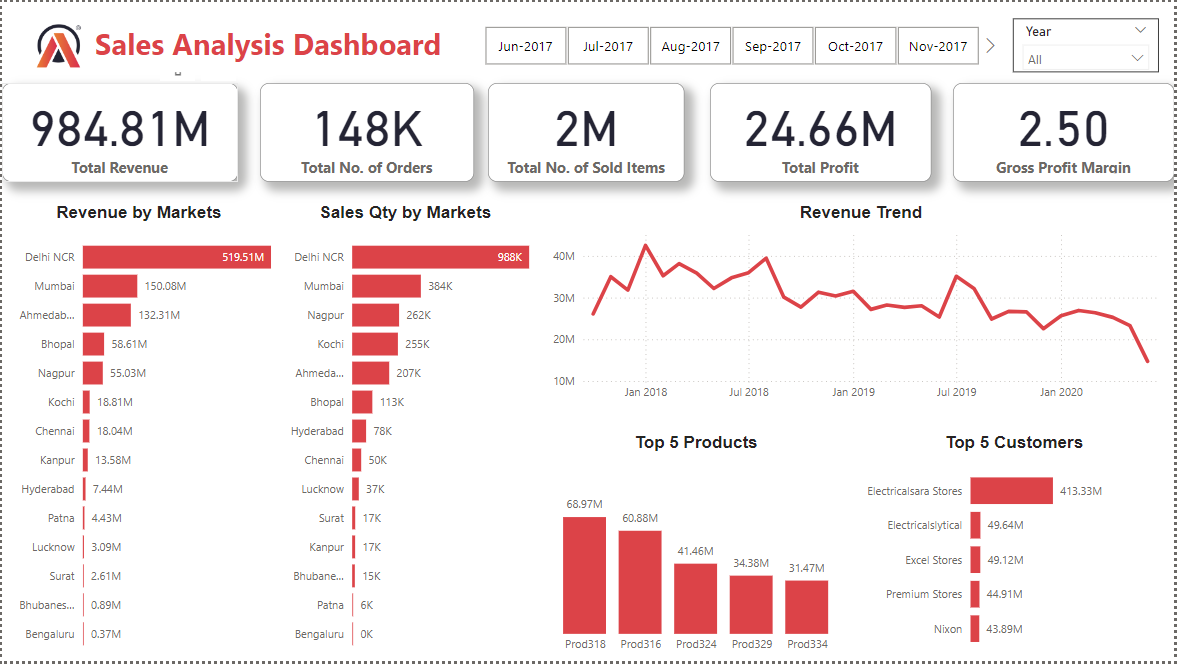 Sales Analysis Dashboard
Jun-2017 Jul-2017 Aug-2017 Sep-2017 Oct-2017 Nov-2017
Year
All
984.81M
Total Revenue
148K
Total No. of Orders
2M
Total No. of Sold Items
24.66M
Total Profit
2.50
Gross Profit Margin
Revenue by Markets
Delhi NCR 519.51M
Mumbai 150.08M
Ahmedab... 132.31M
Bhopal 58.61M
Nagpur 55.03M
Kochi 18.81M
Chennai 18.04M
Kanpur 13.58M
Hyderabad 7.44M
Patna 4.43M
Lucknow 3.09M
Surat 2.61M
Bhubanes... 0.89M
Bengaluru 0.37M
Sales Qty by Markets
Delhi NCR 988K
Mumbai 384K
Nagpur 262K
Kochi 255K
Ahmeda... 207K
Bhopal 113K
Hyderabad 78K
Chennai 50K
Lucknow 37K
Surat 17K
Kanpur 17K
Bhubane... 15K
Patna 6K
Bengaluru 0K
Revenue Trend
40M
30M
20M
10M
Jan 2018 Jul 2018 Jan 2019 Jul 2019 Jan 2020
Top 5 Products
68.97M 60.88M 41.46M 34.38M 31.47M
Prod318 Prod316 Prod324 Prod329 Prod334
Top 5 Customers
Electricalsara Stores 413.33M
Electricalslytical 49.64M
Excel Stores 49.12M
Premium Stores 44.91M
Nixon 43.89M